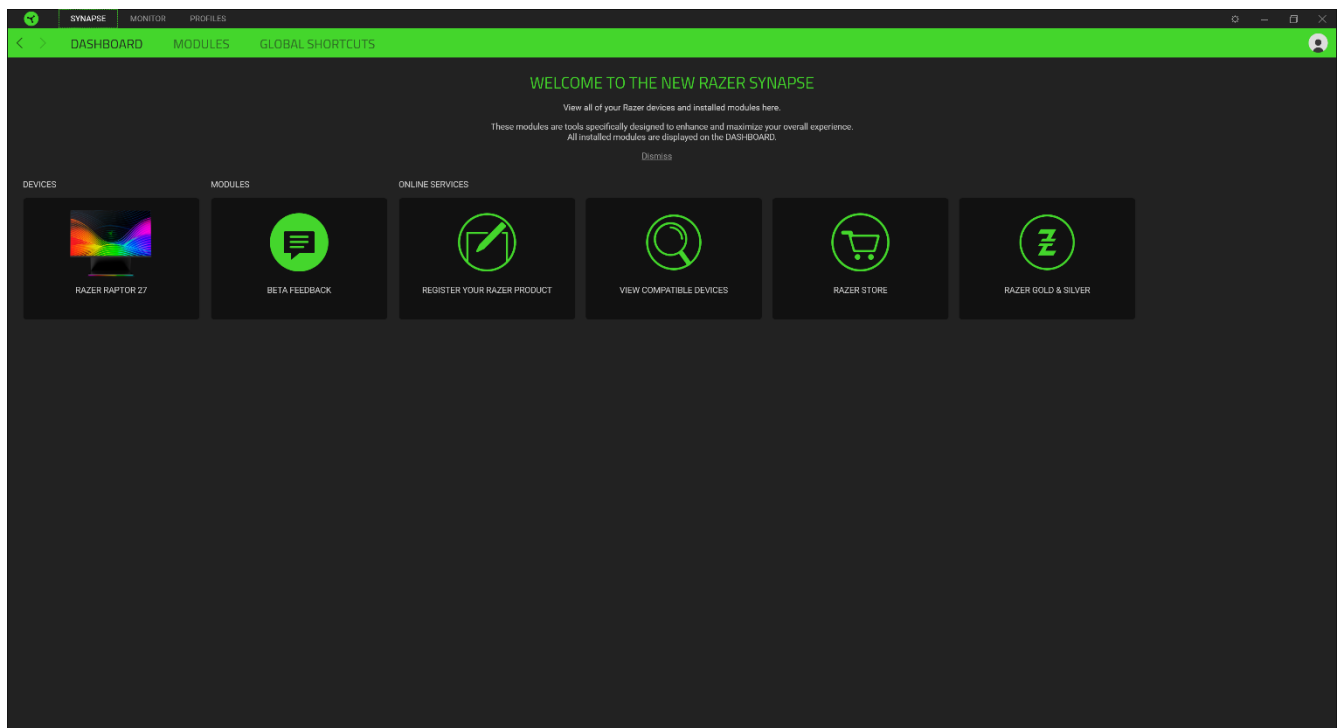 SYNAPSE MONITOR PROFILES
DASHBOARD MODULES GLOBAL SHORTCUTS
WELCOME TO THE NEW RAZER SYNAPSE
View all of your Razer devices and installed modules here.
These modules are tools specifically designed to enhance and maximize your overall experience.
All installed modules are displayed on the DASHBOARD.
Dismiss
DEVICES MODULES ONLINE SERVICES
RAZER RAPTOR 27 BETA FEEDBACK REGISTER YOUR RAZER PRODUCT VIEW COMPATIBLE DEVICES RAZER STORE RAZER GOLD & SILVER